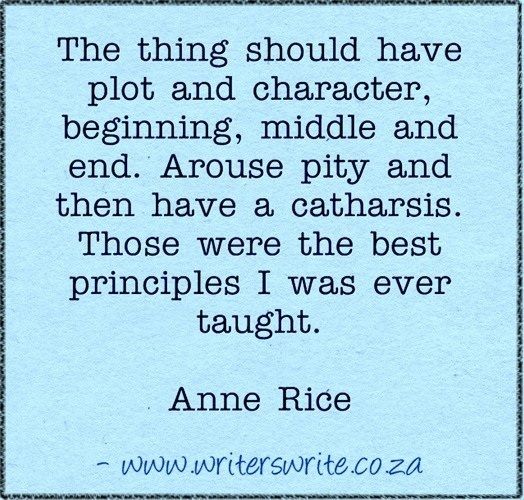 The thing should have
plot and character,
beginning, middle and
end. Arouse pity and
then have a catharsis.
Those were the best
principles I was ever
taught.
Anne Rice
- www.writerswrite.co.za